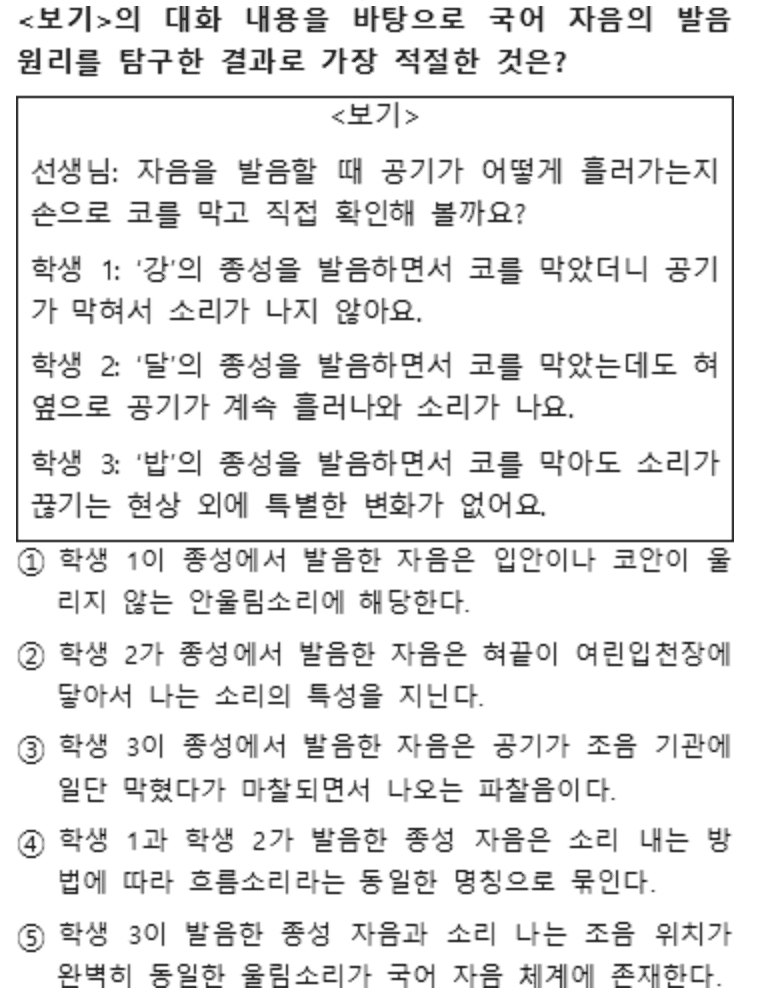 <보기>의 대화 내용을 바탕으로 국어 자음의 발음
원리를 탐구한 결과로 가장 적절한 것은?
<보기>
선생님: 자음을 발음할 때 공기가 어떻게 흘러가는지
손으로 코를 막고 직접 확인해 볼까요?
학생 1: '강'의 종성을 발음하면서 코를 막았더니 공기
가 막혀서 소리가 나지 않아요.
학생 2: '달'의 종성을 발음하면서 코를 막았는데도 혀
옆으로 공기가 계속 흘러나와 소리가 나요.
학생 3: '밥'의 종성을 발음하면서 코를 막아도 소리가
끊기는 현상 외에 특별한 변화가 없어요.
① 학생 1이 종성에서 발음한 자음은 입안이나 코안이 울
리지 않는 안울림소리에 해당한다.
② 학생 2가 종성에서 발음한 자음은 혀끝이 여린입천장에
닿아서 나는 소리의 특성을 지닌다.
③ 학생 3이 종성에서 발음한 자음은 공기가 조음 기관에
일단 막혔다가 마찰되면서 나오는 파찰음이다.
④ 학생 1과 학생 2가 발음한 종성 자음은 소리 내는 방
법에 따라 흐름소리라는 동일한 명칭으로 묶인다.
⑤ 학생 3이 발음한 종성 자음과 소리 나는 조음 위치가
완벽히 동일한 울림소리가 국어 자음 체계에 존재한다.